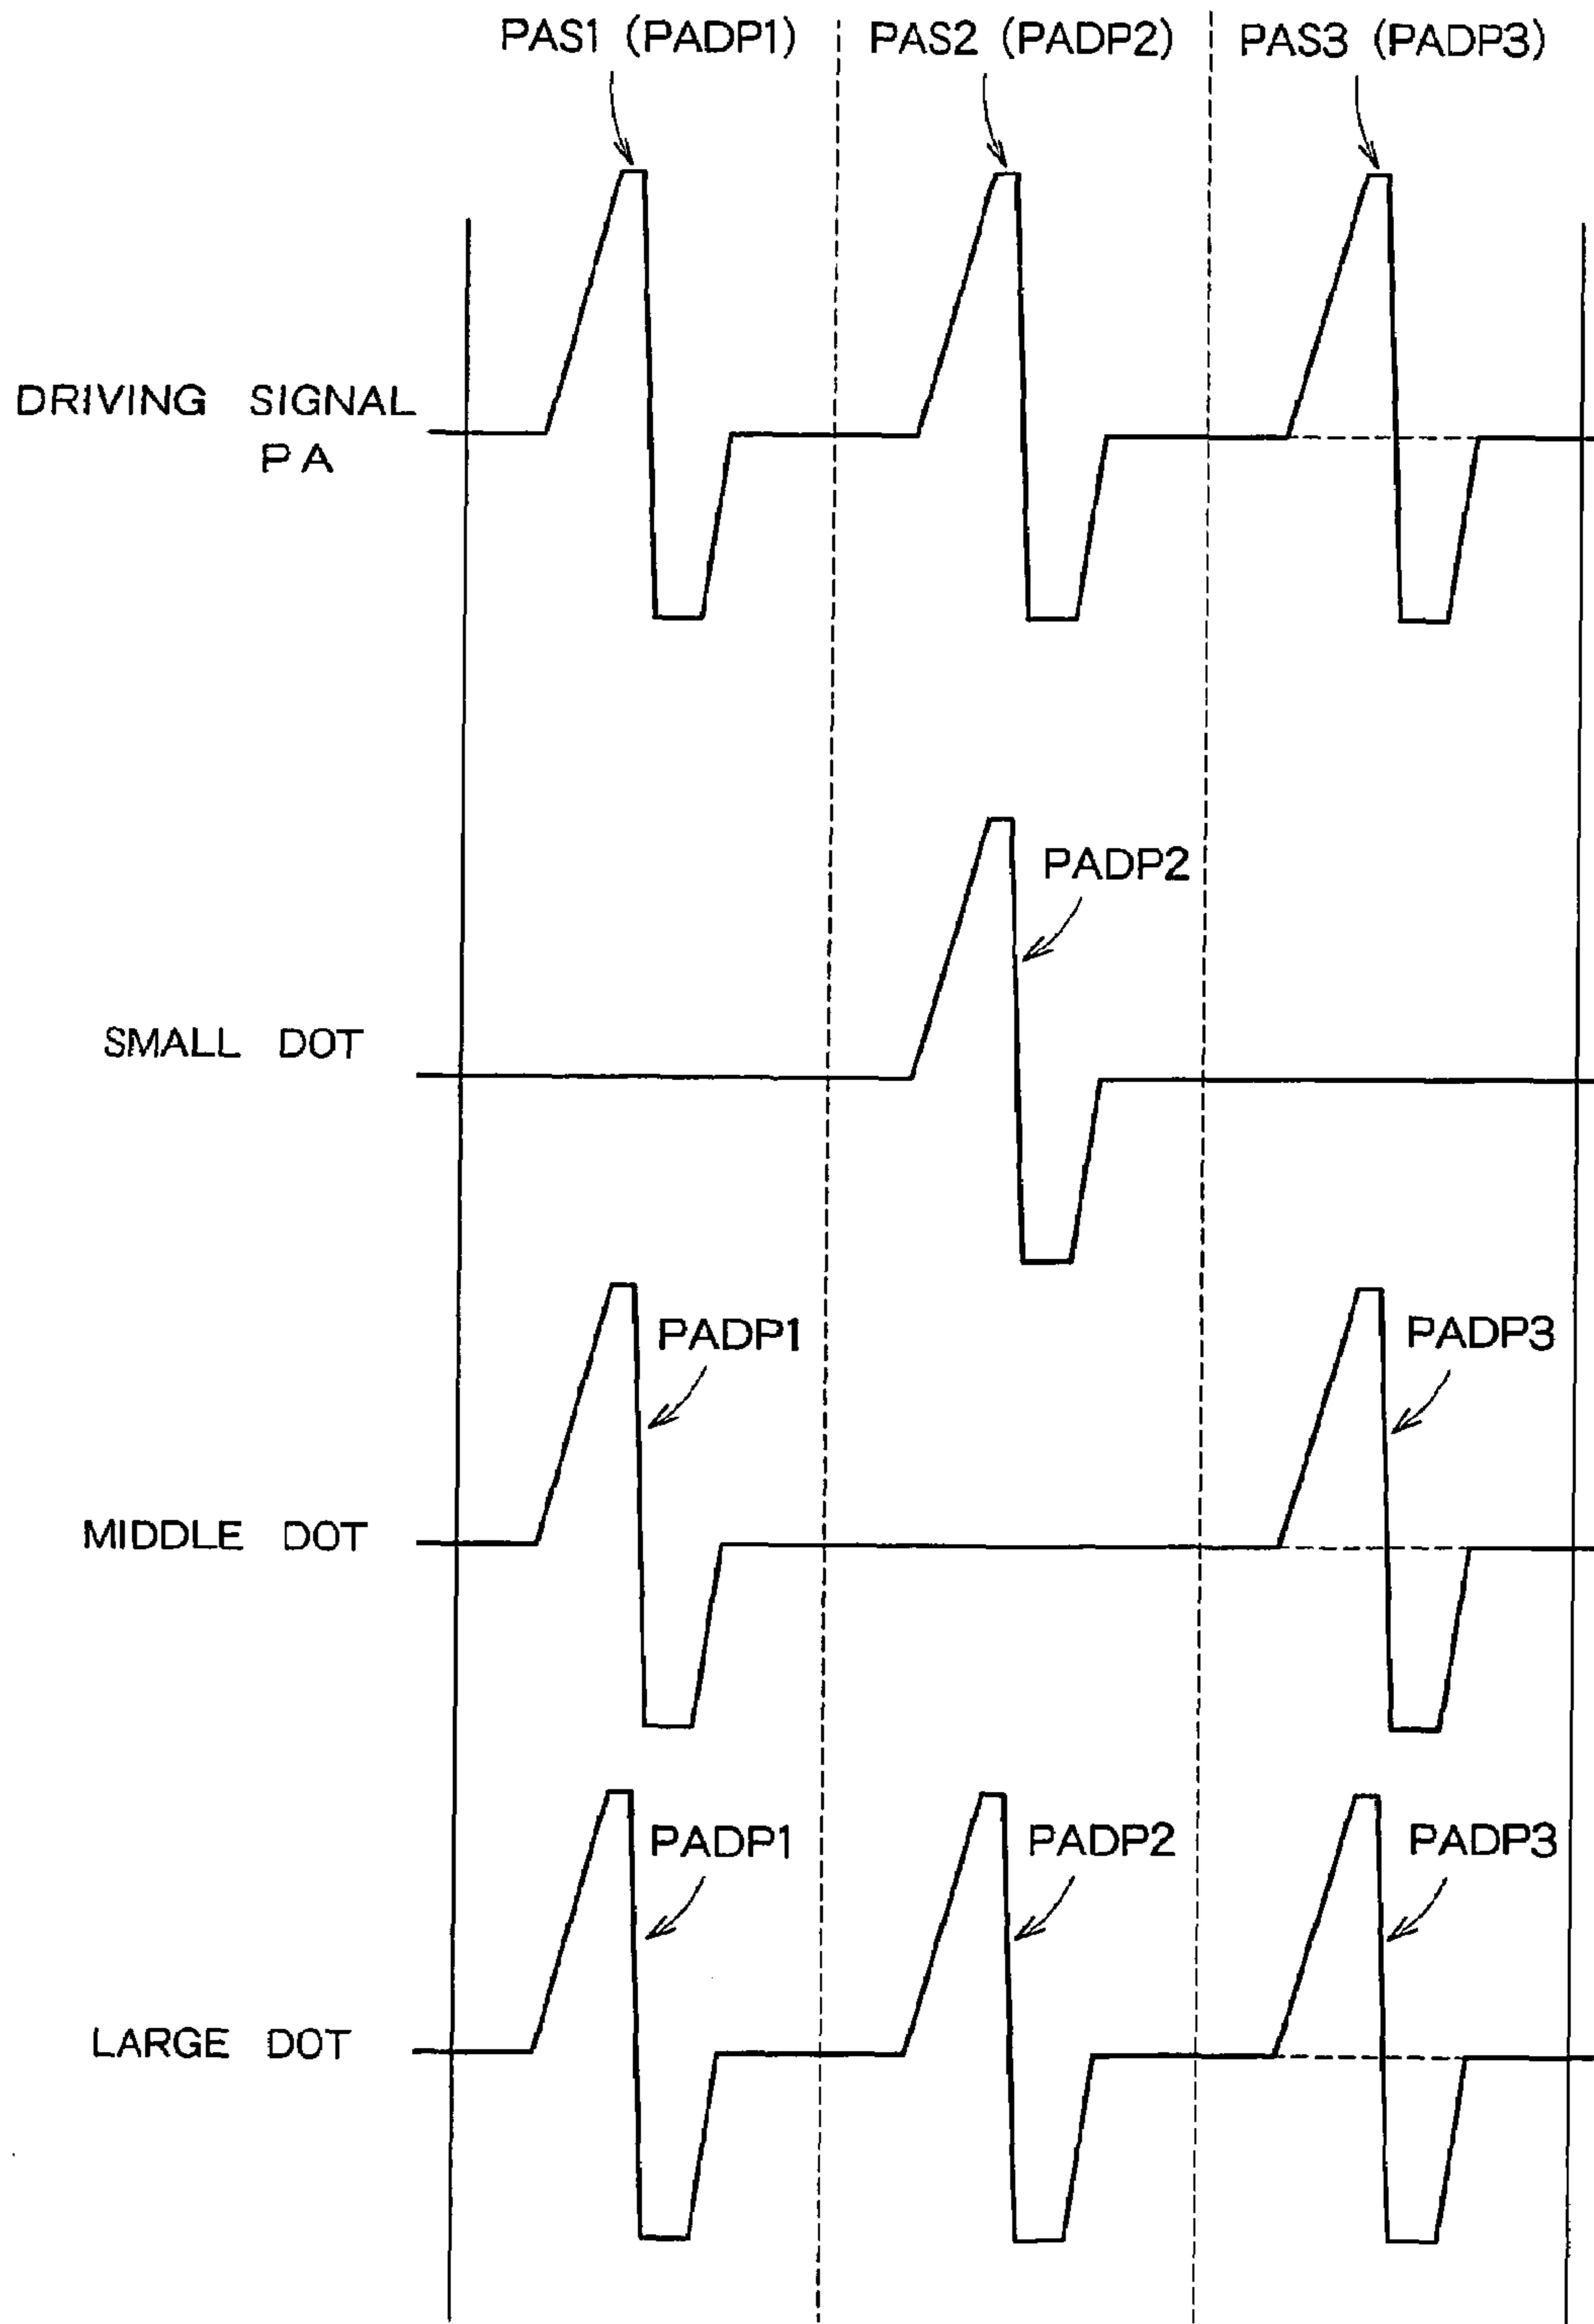 PAS1 (PADP1) PAS2 (PADP2) PAS3 (PADP3)
DRIVING SIGNAL
PA
PADP2
SMALL DOT
PADP1 PADP3
MIDDLE DOT
PADP1 PADP2 PADP3
LARGE DOT